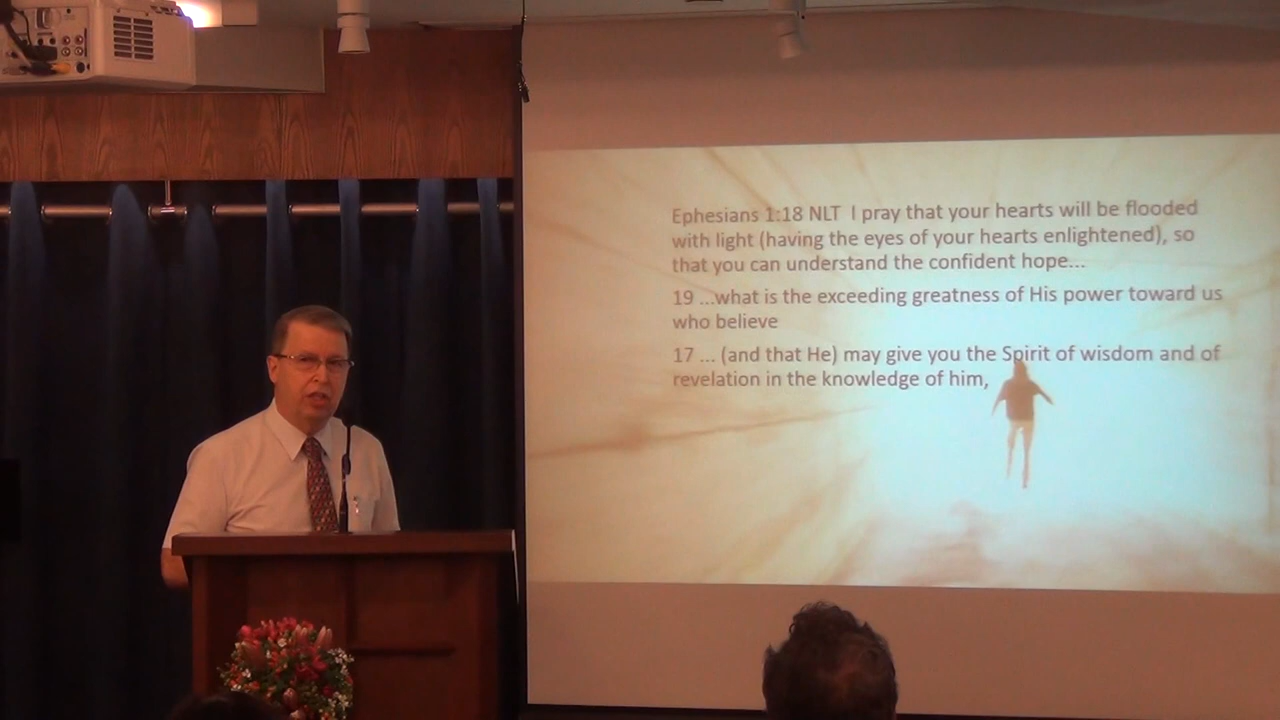 Ephesians 1:18 NLT  I pray that your hearts will be flooded
with light (having the eyes of your hearts enlightened), so
that you can understand the confident hope...
19 ...what is the exceeding greatness of His power toward us
who believe
17 ... (and that He) may give you the Spirit of wisdom and of
revelation in the knowledge of him,